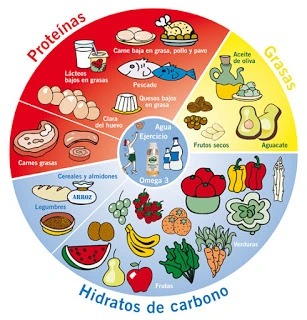 Proteínas
Grasas
Carne baja en grasa, pollo y pavo
Lácteos
bajos en grasas
Pescado
Quesos bajos
en grasas
Clara
del huevo
Carnes grasas
Aceite
de oliva
Frutos secos
Aguacate
Agua
Ejercicio
Omega 3
Cereales y almidones
ARROZ
Legumbres
Frutas
Verduras
Hidratos de carbono